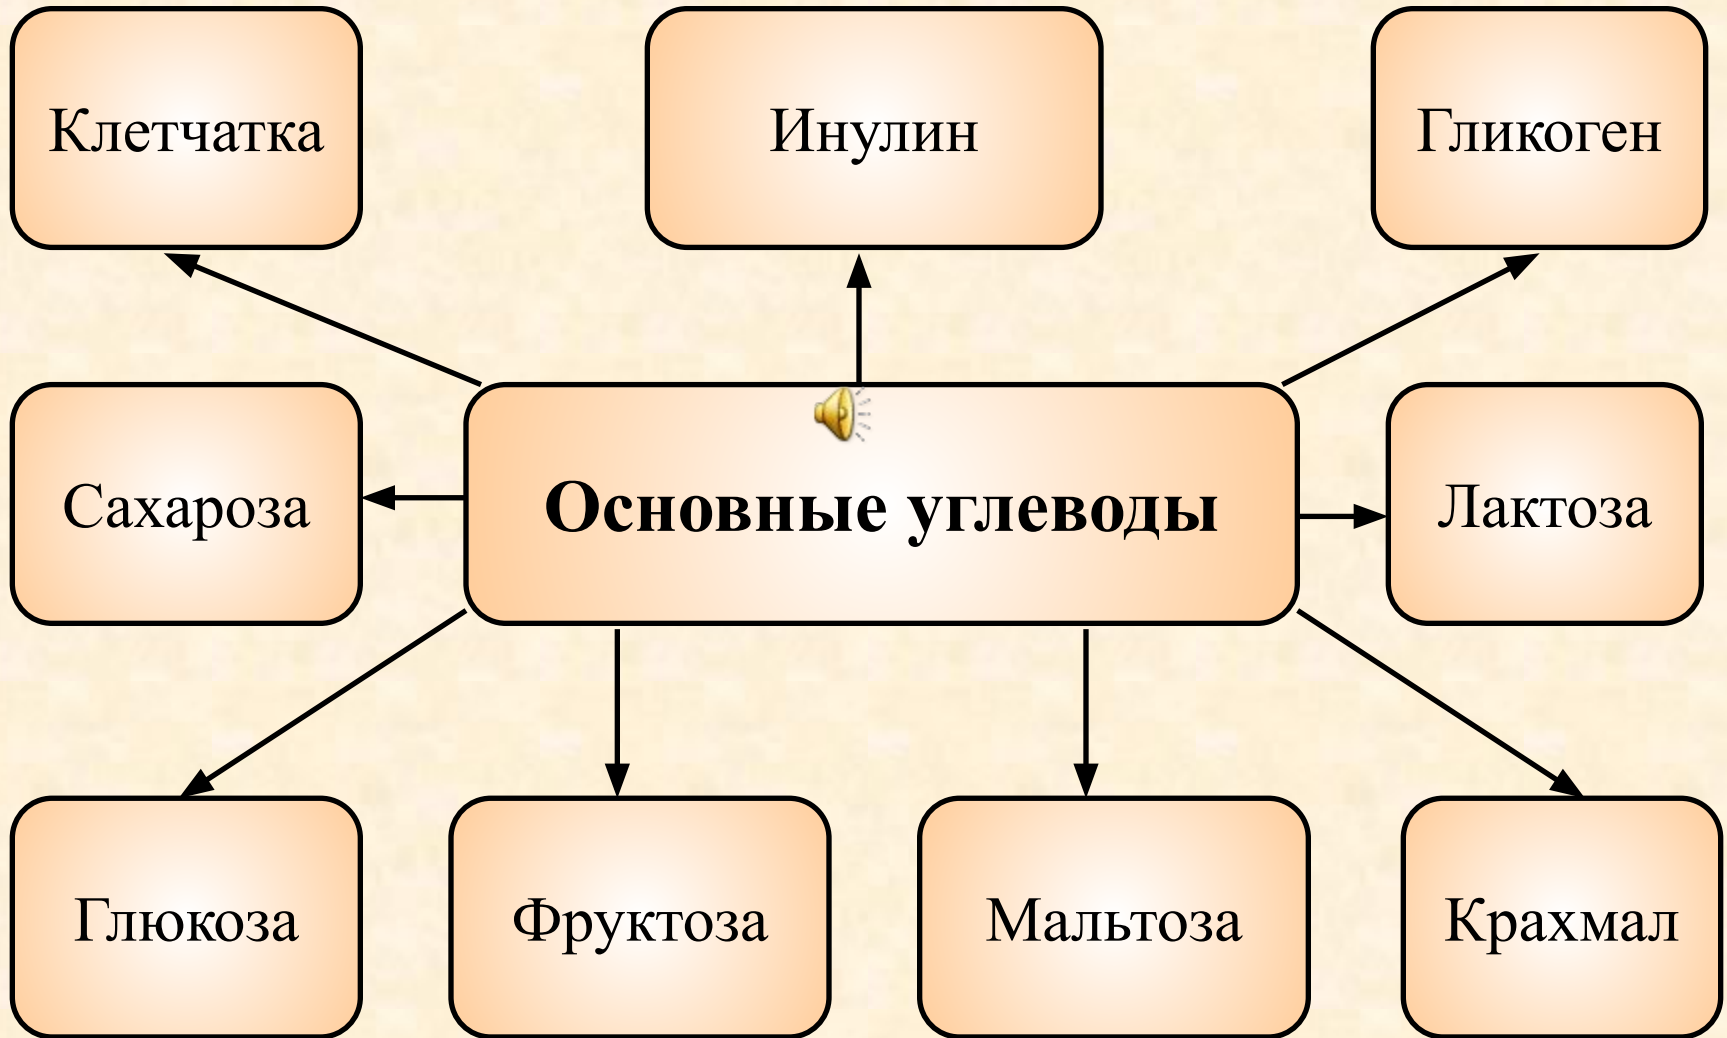 Клетчатка
Инулин
Гликоген
Сахароза
Основные углеводы
Лактоза
Глюкоза
Фруктоза
Мальтоза
Крахмал